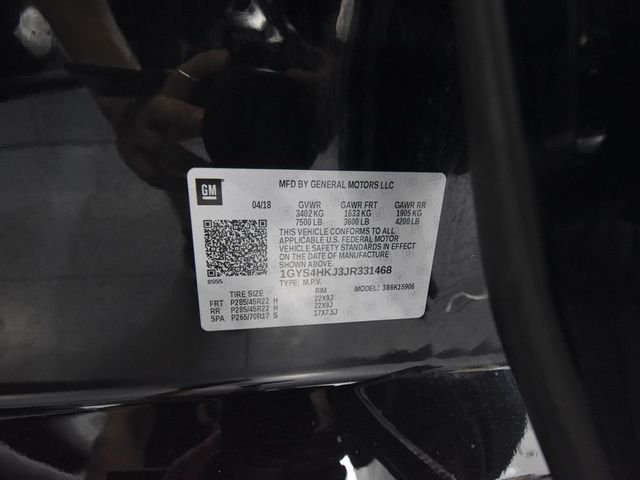 GM
MFD BY GENERAL MOTORS LLC
04/18 GVWR GAWR FRT GAWR RR
3402 KG 1633 KG 1905 KG
7500 LB 3600 LB 4200 LB
THIS VEHICLE CONFORMS TO ALL
APPLICABLE U.S. FEDERAL MOTOR
VEHICLE SAFETY STANDARDS IN EFFECT
ON THE DATE OF MANUFACTURE
SHOWN ABOVE.
8555
1GYS4HKJ3JR331468
TYPE: M.P.V. 386K15906
TIRE SIZE RIM
FRT P285/45R22 H 22X9J
RR P285/45R22 H 22X9J
SPA P265/70R17 S 17X7.5J